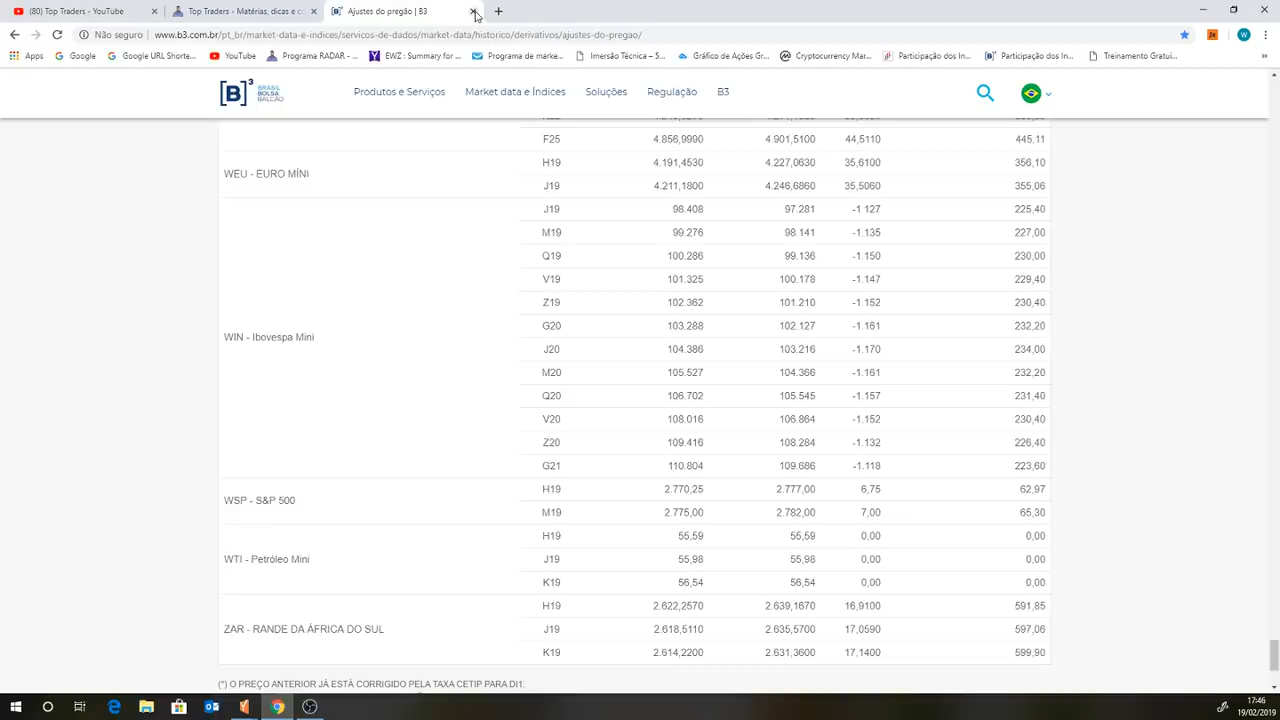 (80) Top Traders - YouTube
Top Traders - Matérias, dicas e co
Ajustes do pregão | B3
Não seguro
www.b3.com.br/pt_br/market-data-e-indices/servicos-de-dados/market-data/historico/derivativos/ajustes-do-pregao/
W
Apps
Google
Google URL Shorte...
YouTube
Programa RADAR -...
EWZ : Summary for ...
Programa de marke...
Imersão Técnica – 5...
Gráfico de Ações Gr...
Cryptocurrency Mar...
Participação dos In...
Participação dos In...
Treinamento Gratui...
»
[B]³ BRASIL BOLSA BALCÃO
Produtos e Serviços
Market data e Índices
Soluções
Regulação
B3
F25 4.856,9990 4.901,5100 44,5110 445,11
WEU - EURO MÍNI
H19 4.191,4530 4.227,0630 35,6100 356,10
J19 4.211,1800 4.246,6860 35,5060 355,06
WIN - Ibovespa Mini
J19 98.408 97.281 -1.127 225,40
M19 99.276 98.141 -1.135 227,00
Q19 100.286 99.136 -1.150 230,00
V19 101.325 100.178 -1.147 229,40
Z19 102.362 101.210 -1.152 230,40
G20 103.288 102.127 -1.161 232,20
J20 104.386 103.216 -1.170 234,00
M20 105.527 104.366 -1.161 232,20
Q20 106.702 105.545 -1.157 231,40
V20 108.016 106.864 -1.152 230,40
Z20 109.416 108.284 -1.132 226,40
G21 110.804 109.686 -1.118 223,60
WSP - S&P 500
H19 2.770,25 2.777,00 6,75 62,97
M19 2.775,00 2.782,00 7,00 65,30
WTI - Petróleo Mini
H19 55,59 55,59 0,00 0,00
J19 55,98 55,98 0,00 0,00
K19 56,54 56,54 0,00 0,00
ZAR - RANDE DA ÁFRICA DO SUL
H19 2.622,2570 2.639,1670 16,9100 591,85
J19 2.618,5110 2.635,5700 17,0590 597,06
K19 2.614,2200 2.631,3600 17,1400 599,90
(*) O PREÇO ANTERIOR JÁ ESTÁ CORRIGIDO PELA TAXA CETIP PARA DI1;
17:46
19/02/2019